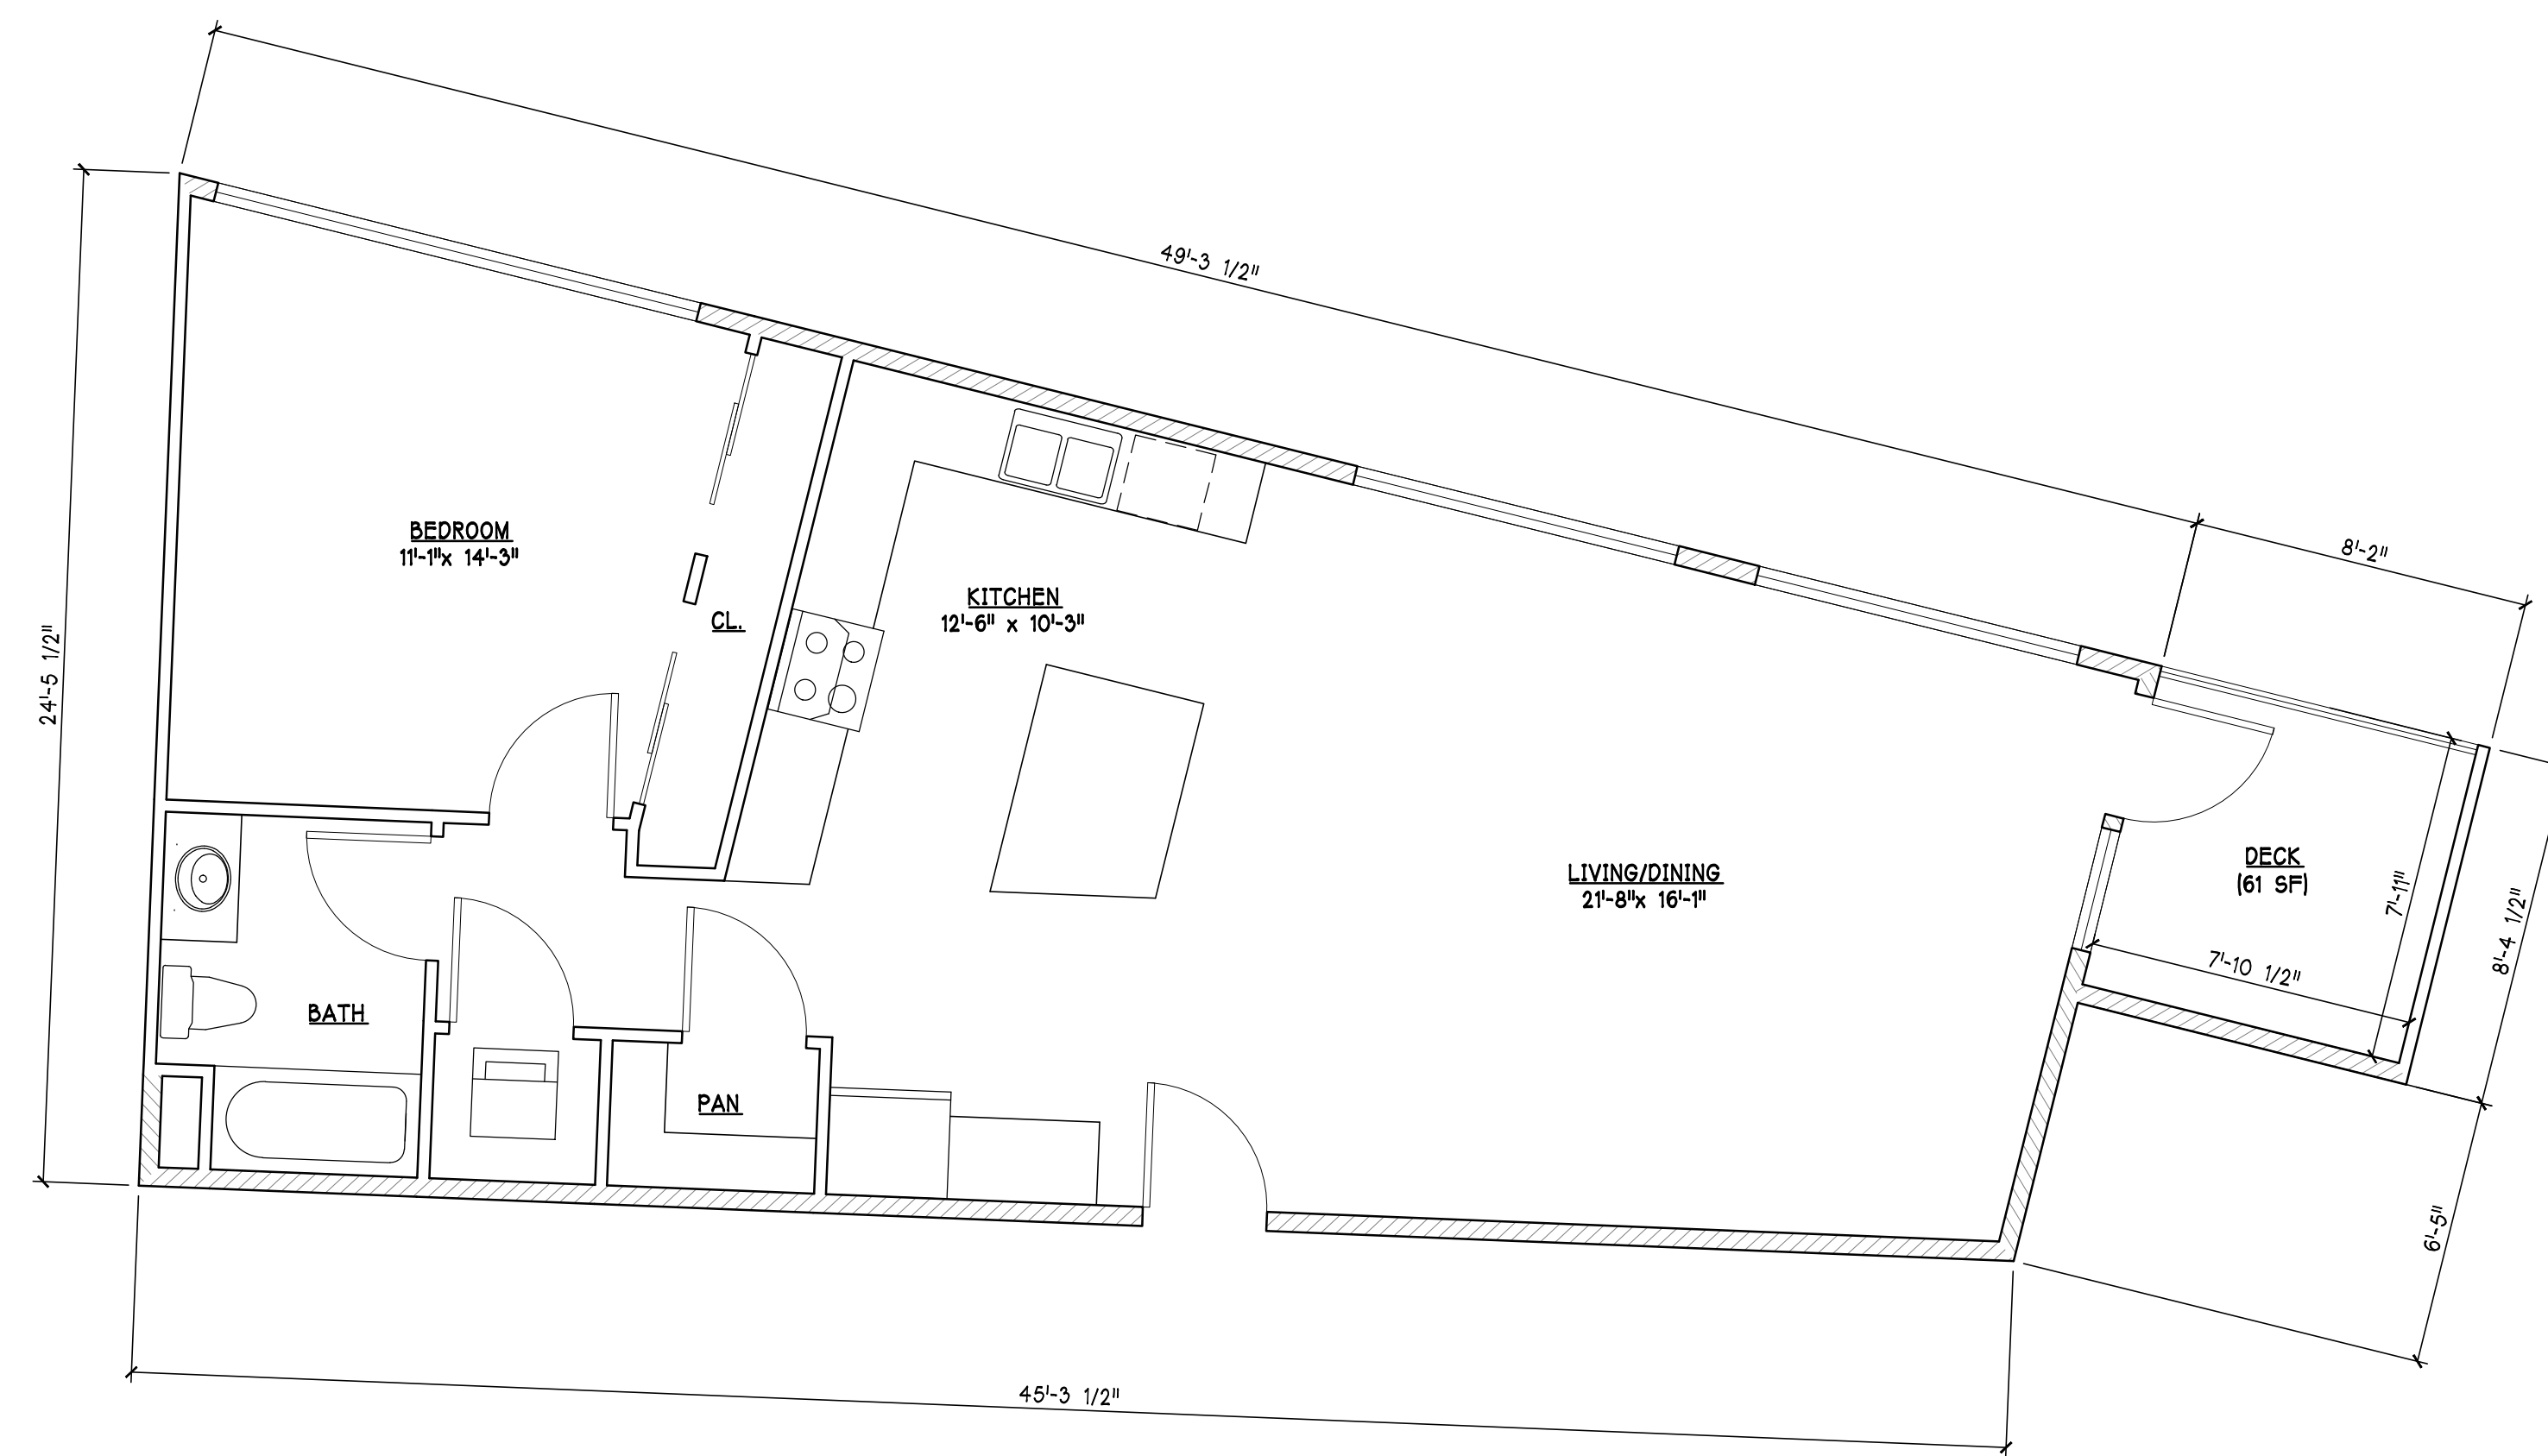 49'-3 1/2"
8'-2"
24'-5 1/2"
BEDROOM
11'-1"x 14'-3"
CL.
KITCHEN
12'-6" x 10'-3"
LIVING/DINING
21'-8"x 16'-1"
DECK
(61 SF)
7'-11"
8'-4 1/2"
7'-10 1/2"
BATH
PAN
6'-5"
45'-3 1/2"